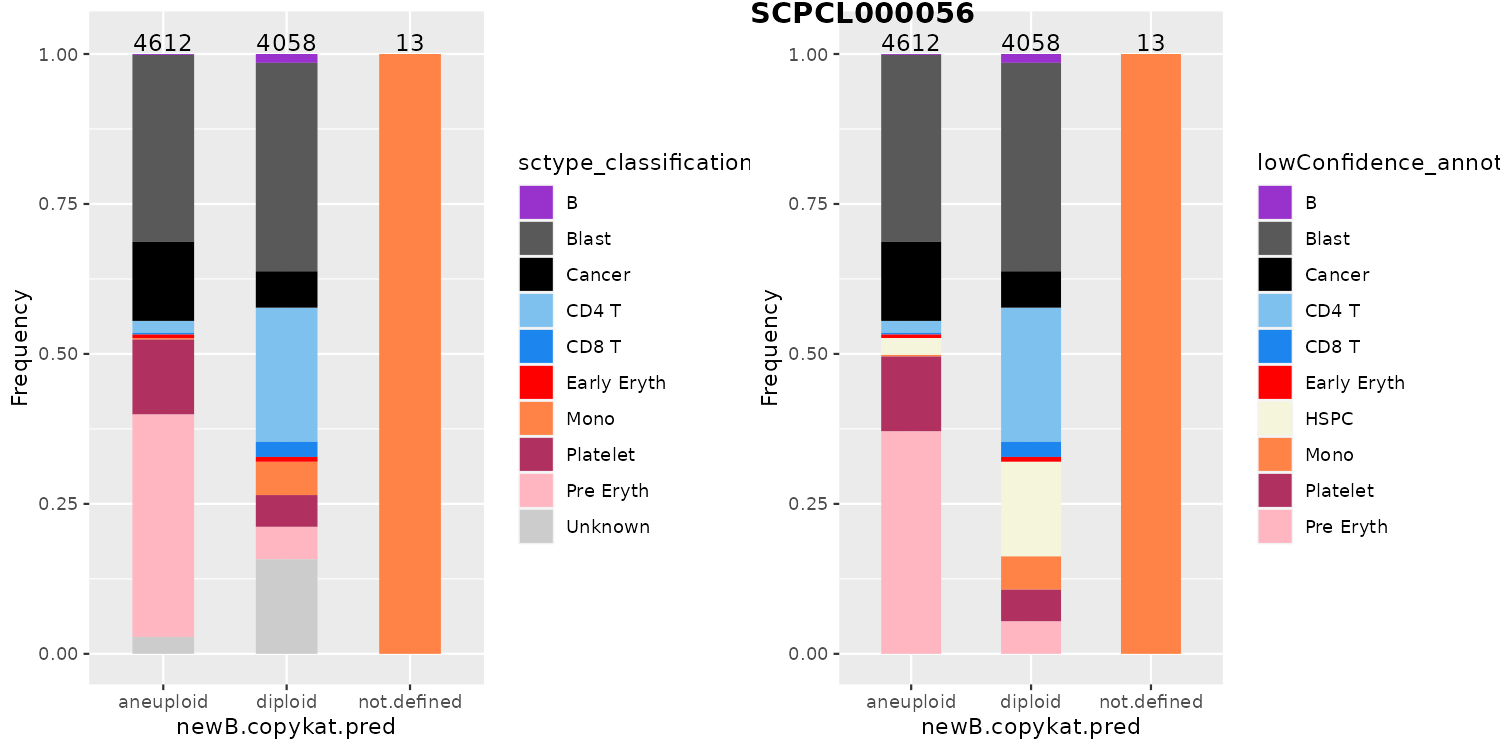 SCPCL000056
4612 4058 13
1.00
0.75
0.50
0.25
0.00
Frequency
aneuploid diploid not.defined
newB.copykat.pred
sctype_classification
B
Blast
Cancer
CD4 T
CD8 T
Early Eryth
Mono
Platelet
Pre Eryth
Unknown
4612 4058 13
1.00
0.75
0.50
0.25
0.00
Frequency
aneuploid diploid not.defined
newB.copykat.pred
lowConfidence_annot
B
Blast
Cancer
CD4 T
CD8 T
Early Eryth
HSPC
Mono
Platelet
Pre Eryth